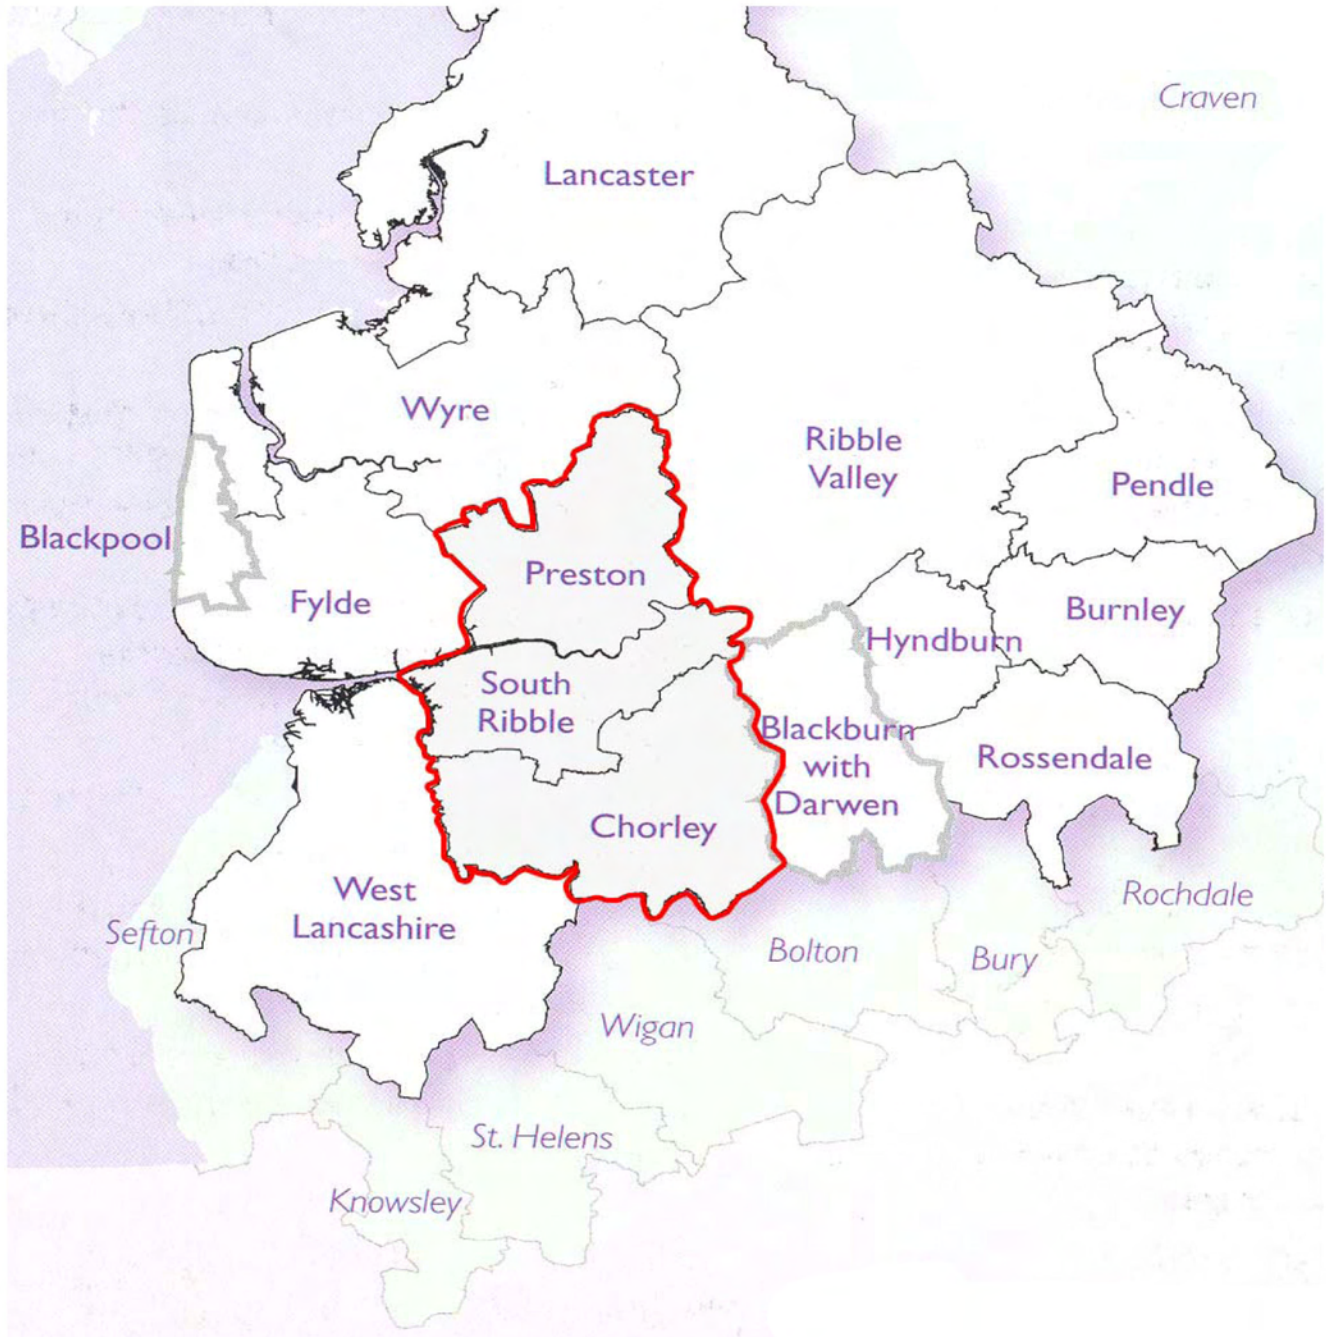 Craven
Lancaster
Wyre
Ribble
Valley
Pendle
Blackpool
Preston
Fylde
Burnley
Hyndburn
South
Ribble
Blackburn
with
Darwen
Rossendale
Chorley
West
Lancashire
Sefton
Rochdale
Bolton
Bury
Wigan
St. Helens
Knowsley